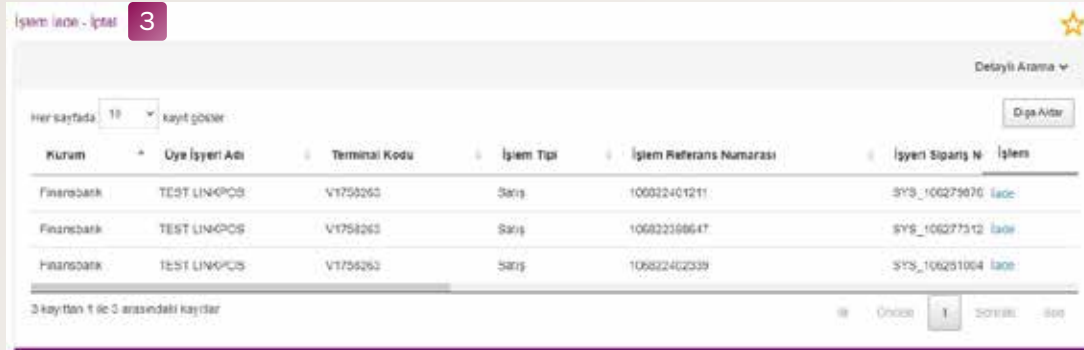 İşlem İade - İptal 3
Detaylı Arama
Her sayfada 10 kayıt göster
Dışa Aktar
Kurum Üye İşyeri Adı Terminal Kodu İşlem Tipi İşlem Referans Numarası İşyeri Sipariş N İşlem
Finansbank TEST LINKPOS V1758263 Satış 106822401211 SYS_106279876 İade
Finansbank TEST LINKPOS V1758263 Satış 106822398647 SYS_106277312 İade
Finansbank TEST LINKPOS V1758263 Satış 106822402339 SYS_106281004 İade
3 kayıttan 1 ile 3 arasındaki kayıtlar
Önceki 1 Sonraki Son